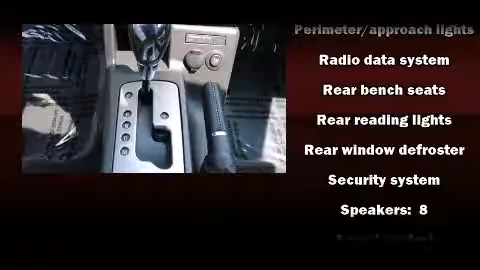 Perimeter/approach lights
Radio data system
Rear bench seats
Rear reading lights
Rear window defroster
Security system
Speakers: 8